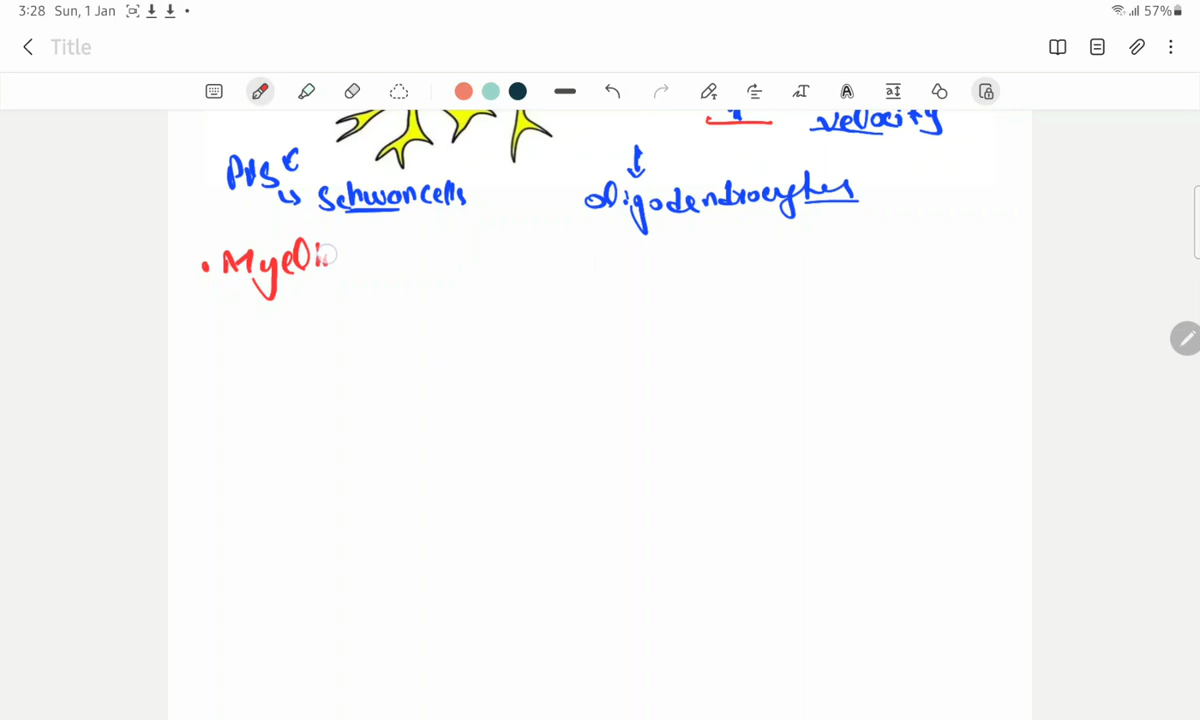 3:28 Sun, 1 Jan
57%
Title
velocity
PNS
Schwan cells
oligodendrocytes
• Myeli